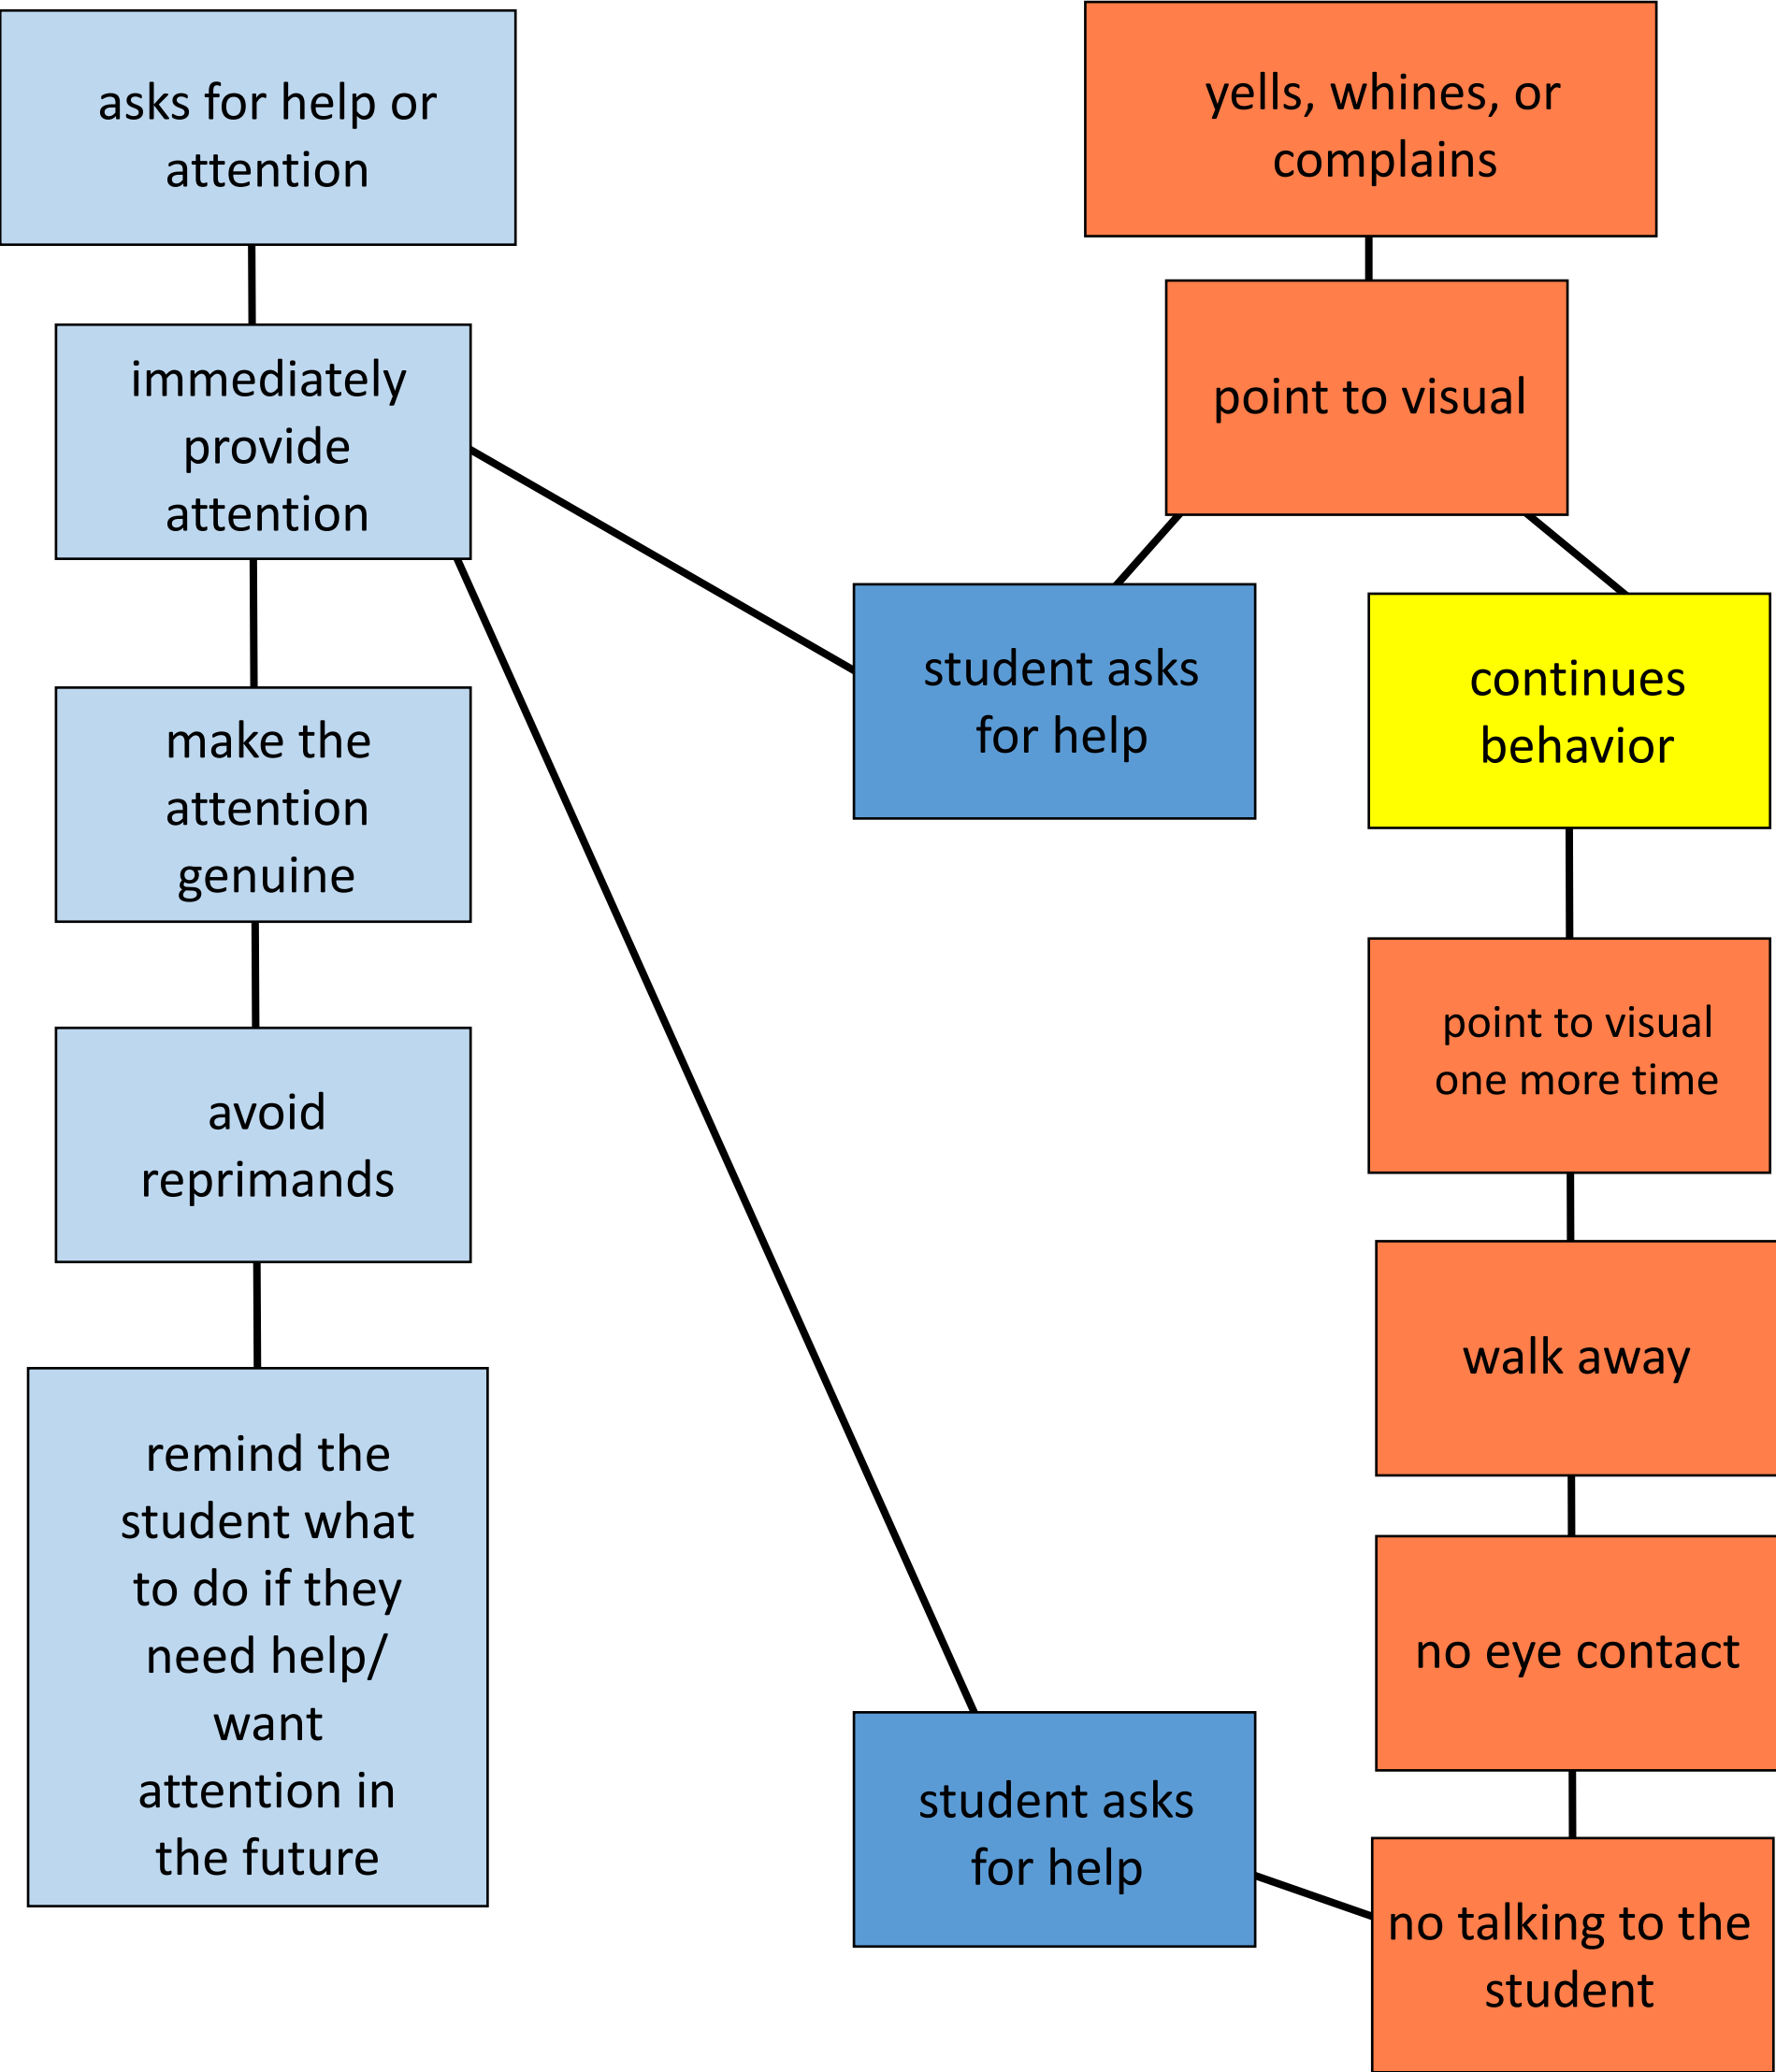 asks for help or
attention
immediately
provide
attention
make the
attention
genuine
avoid
reprimands
remind the
student what
to do if they
need help/
want
attention in
the future
yells, whines, or
complains
point to visual
student asks
for help
continues
behavior
point to visual
one more time
walk away
no eye contact
no talking to the
student
student asks
for help